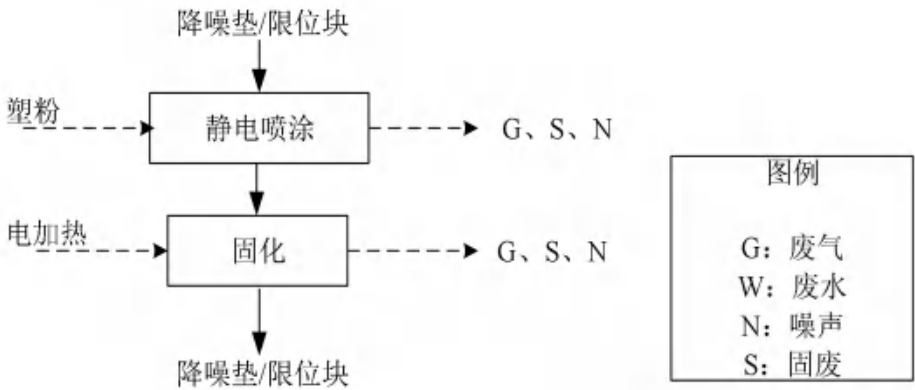 降噪垫/限位块
塑粉
静电喷涂
G、S、N
电加热
固化
G、S、N
降噪垫/限位块
图例
G：废气
W：废水
N：噪声
S：固废